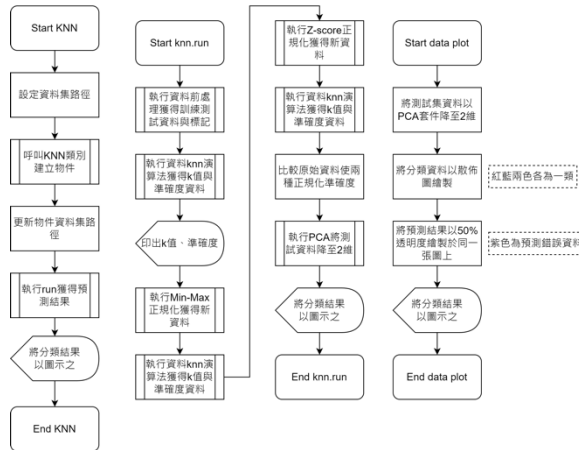 Start KNN
設定資料集路徑
呼叫KNN類別
建立物件
更新物件資料集路
徑
執行run獲得預
測結果
將分類結果
以圖示之
End KNN
Start knn.run
執行資料前處
理獲得訓練測
試資料與標記
執行資料knn演
算法獲得k值與
準確度資料
印出k值、準確度
執行Min-Max
正規化獲得新
資料
執行資料knn演
算法獲得k值與
準確度資料
執行Z-score正
規化獲得新資
料
執行資料knn演
算法獲得k值與
準確度資料
比較原始資料使兩
種正規化準確度
執行PCA將測
試資料降至2維
將分類結果
以圖示之
End knn.run
Start data plot
將測試集資料以
PCA套件降至2維
將分類資料以散佈
圖繪製
將預測結果以50%
透明度繪製於同一
張圖上
將分類結果
以圖示之
End data plot
紅藍兩色各為一類
紫色為預測錯誤資料